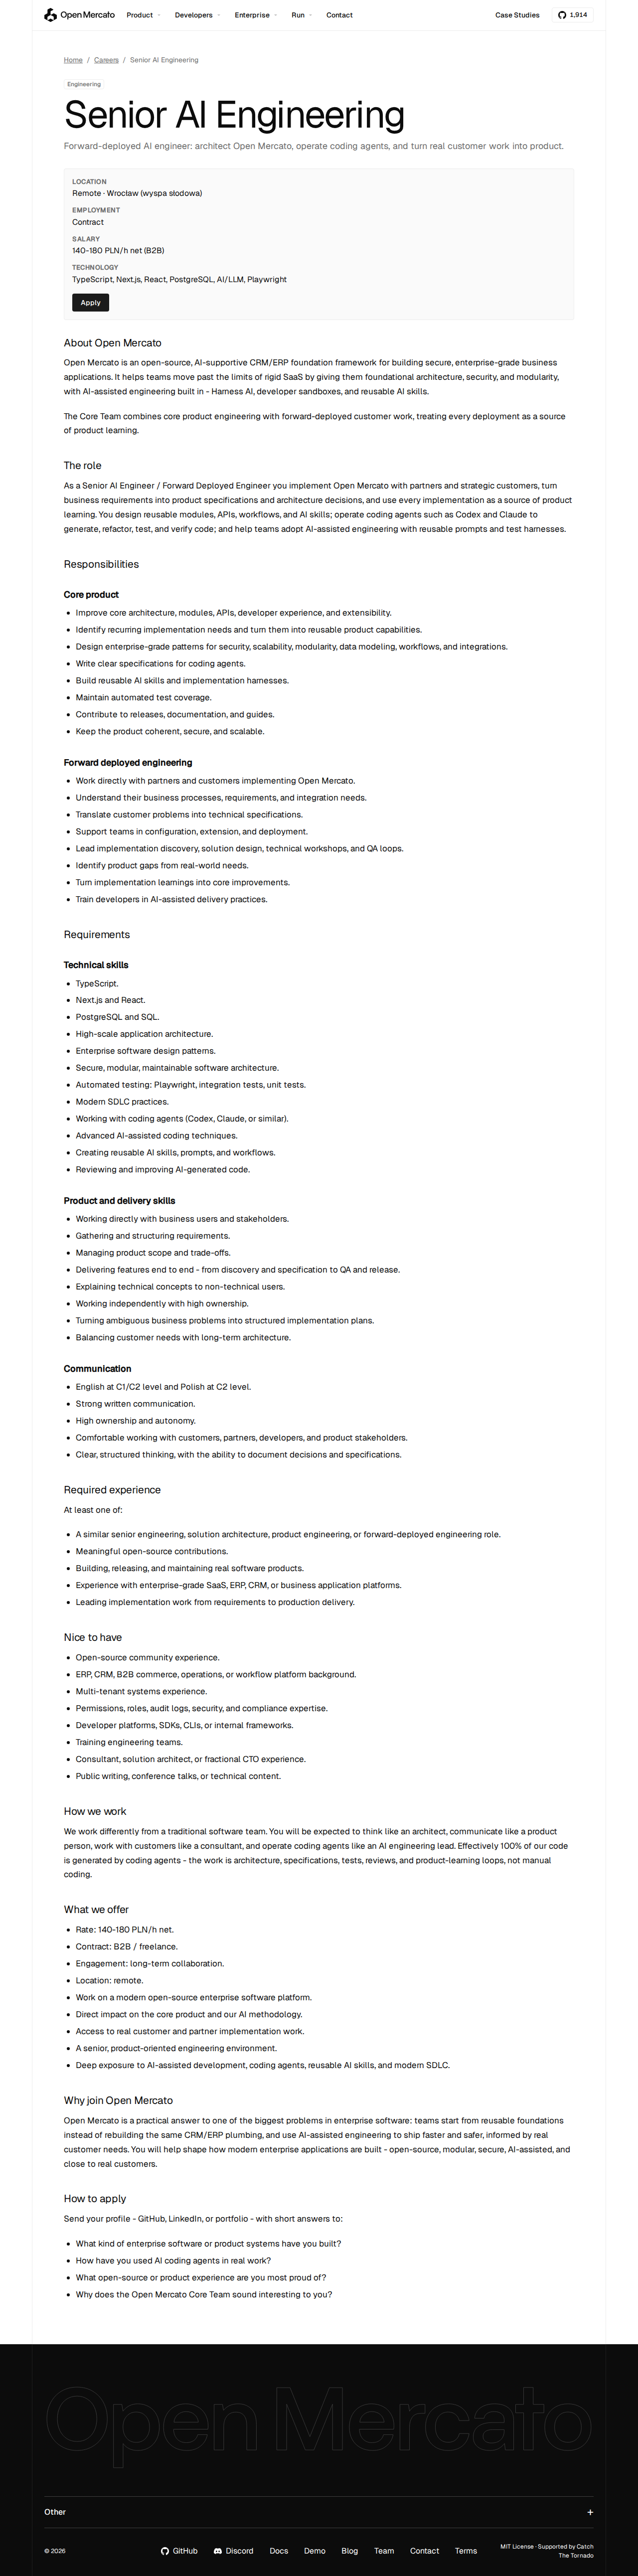 Open Mercato Product Developers Enterprise Run Contact Case Studies 1,914
Home / Careers / Senior AI Engineering
Engineering
Senior AI Engineering
Forward-deployed AI engineer: architect Open Mercato, operate coding agents, and turn real customer work into product.
LOCATION
Remote · Wrocław (wyspa słodowa)
EMPLOYMENT
Contract
SALARY
140-180 PLN/h net (B2B)
TECHNOLOGY
TypeScript, Next.js, React, PostgreSQL, AI/LLM, Playwright
Apply
About Open Mercato
Open Mercato is an open-source, AI-supportive CRM/ERP foundation framework for building secure, enterprise-grade business
applications. It helps teams move past the limits of rigid SaaS by giving them foundational architecture, security, and modularity,
with AI-assisted engineering built in - Harness AI, developer sandboxes, and reusable AI skills.
The Core Team combines core product engineering with forward-deployed customer work, treating every deployment as a source
of product learning.
The role
As a Senior AI Engineer / Forward Deployed Engineer you implement Open Mercato with partners and strategic customers, turn
business requirements into product specifications and architecture decisions, and use every implementation as a source of product
learning. You design reusable modules, APIs, workflows, and AI skills; operate coding agents such as Codex and Claude to
generate, refactor, test, and verify code; and help teams adopt AI-assisted engineering with reusable prompts and test harnesses.
Responsibilities
Core product
• Improve core architecture, modules, APIs, developer experience, and extensibility.
• Identify recurring implementation needs and turn them into reusable product capabilities.
• Design enterprise-grade patterns for security, scalability, modularity, data modeling, workflows, and integrations.
• Write clear specifications for coding agents.
• Build reusable AI skills and implementation harnesses.
• Maintain automated test coverage.
• Contribute to releases, documentation, and guides.
• Keep the product coherent, secure, and scalable.
Forward deployed engineering
• Work directly with partners and customers implementing Open Mercato.
• Understand their business processes, requirements, and integration needs.
• Translate customer problems into technical specifications.
• Support teams in configuration, extension, and deployment.
• Lead implementation discovery, solution design, technical workshops, and QA loops.
• Identify product gaps from real-world needs.
• Turn implementation learnings into core improvements.
• Train developers in AI-assisted delivery practices.
Requirements
Technical skills
• TypeScript.
• Next.js and React.
• PostgreSQL and SQL.
• High-scale application architecture.
• Enterprise software design patterns.
• Secure, modular, maintainable software architecture.
• Automated testing: Playwright, integration tests, unit tests.
• Modern SDLC practices.
• Working with coding agents (Codex, Claude, or similar).
• Advanced AI-assisted coding techniques.
• Creating reusable AI skills, prompts, and workflows.
• Reviewing and improving AI-generated code.
Product and delivery skills
• Working directly with business users and stakeholders.
• Gathering and structuring requirements.
• Managing product scope and trade-offs.
• Delivering features end to end - from discovery and specification to QA and release.
• Explaining technical concepts to non-technical users.
• Working independently with high ownership.
• Turning ambiguous business problems into structured implementation plans.
• Balancing customer needs with long-term architecture.
Communication
• English at C1/C2 level and Polish at C2 level.
• Strong written communication.
• High ownership and autonomy.
• Comfortable working with customers, partners, developers, and product stakeholders.
• Clear, structured thinking, with the ability to document decisions and specifications.
Required experience
At least one of:
• A similar senior engineering, solution architecture, product engineering, or forward-deployed engineering role.
• Meaningful open-source contributions.
• Building, releasing, and maintaining real software products.
• Experience with enterprise-grade SaaS, ERP, CRM, or business application platforms.
• Leading implementation work from requirements to production delivery.
Nice to have
• Open-source community experience.
• ERP, CRM, B2B commerce, operations, or workflow platform background.
• Multi-tenant systems experience.
• Permissions, roles, audit logs, security, and compliance expertise.
• Developer platforms, SDKs, CLIs, or internal frameworks.
• Training engineering teams.
• Consultant, solution architect, or fractional CTO experience.
• Public writing, conference talks, or technical content.
How we work
We work differently from a traditional software team. You will be expected to think like an architect, communicate like a product
person, work with customers like a consultant, and operate coding agents like an AI engineering lead. Effectively 100% of our code
is generated by coding agents - the work is architecture, specifications, tests, reviews, and product-learning loops, not manual
coding.
What we offer
• Rate: 140-180 PLN/h net.
• Contract: B2B / freelance.
• Engagement: long-term collaboration.
• Location: remote.
• Work on a modern open-source enterprise software platform.
• Direct impact on the core product and our AI methodology.
• Access to real customer and partner implementation work.
• A senior, product-oriented engineering environment.
• Deep exposure to AI-assisted development, coding agents, reusable AI skills, and modern SDLC.
Why join Open Mercato
Open Mercato is a practical answer to one of the biggest problems in enterprise software: teams start from reusable foundations
instead of rebuilding the same CRM/ERP plumbing, and use AI-assisted engineering to ship faster and safer, informed by real
customer needs. You will help shape how modern enterprise applications are built - open-source, modular, secure, AI-assisted, and
close to real customers.
How to apply
Send your profile - GitHub, LinkedIn, or portfolio - with short answers to:
• What kind of enterprise software or product systems have you built?
• How have you used AI coding agents in real work?
• What open-source or product experience are you most proud of?
• Why does the Open Mercato Core Team sound interesting to you?
Open Mercato
Other +
© 2026 GitHub Discord Docs Demo Blog Team Contact Terms MIT License · Supported by Catch
The Tornado